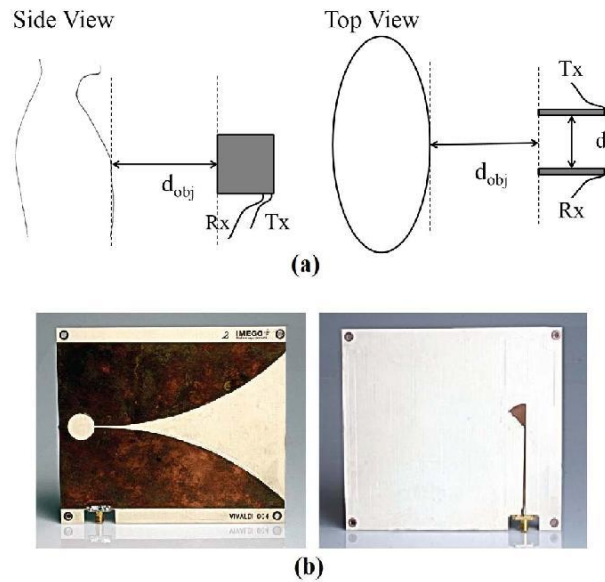 Side View
Top View
Tx
d_obj
d_obj
d
Rx
Tx
Rx
(a)
IMEGO
VIVALDI 004
(b)